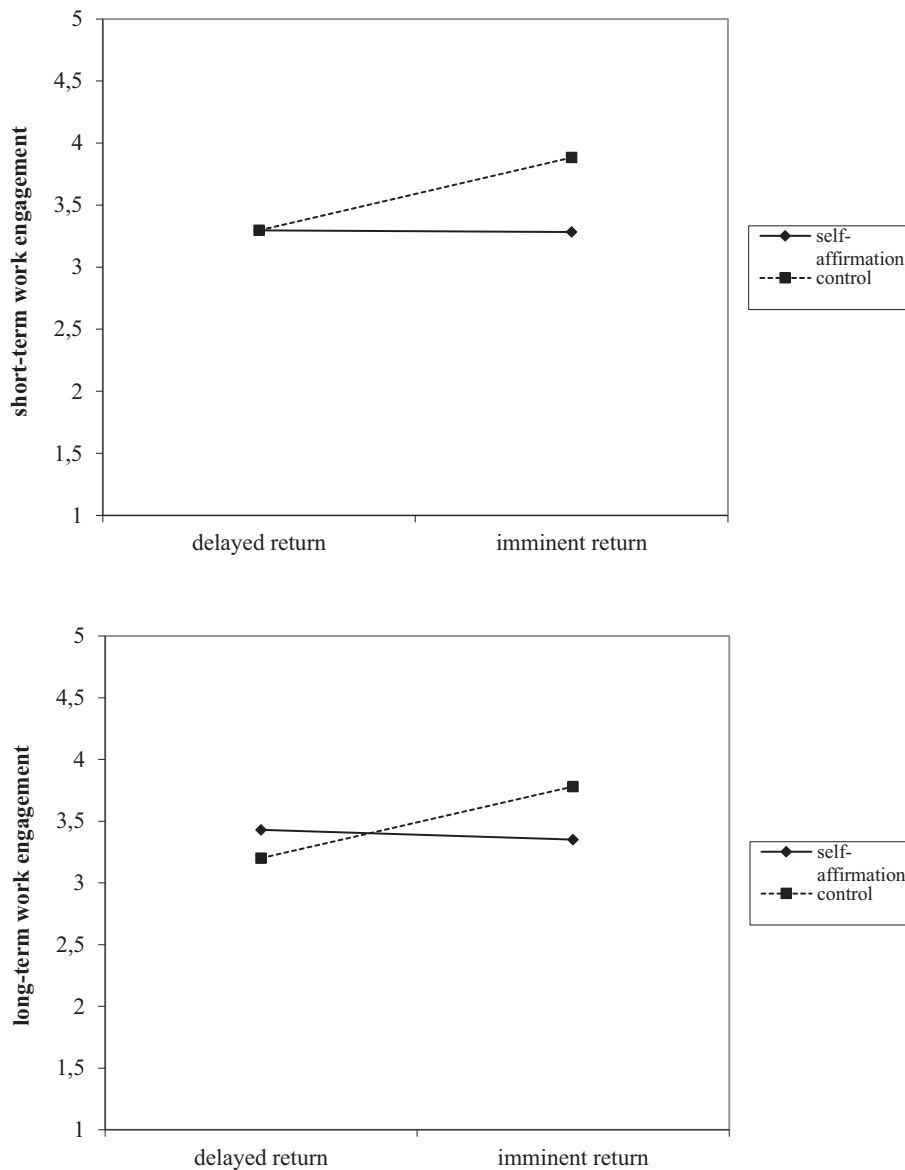 5
4,5
4
3,5
3
2,5
2
1,5
1
short-term work engagement
delayed return
imminent return
self-
affirmation
control
5
4,5
4
3,5
3
2,5
2
1,5
1
long-term work engagement
delayed return
imminent return
self-
affirmation
control